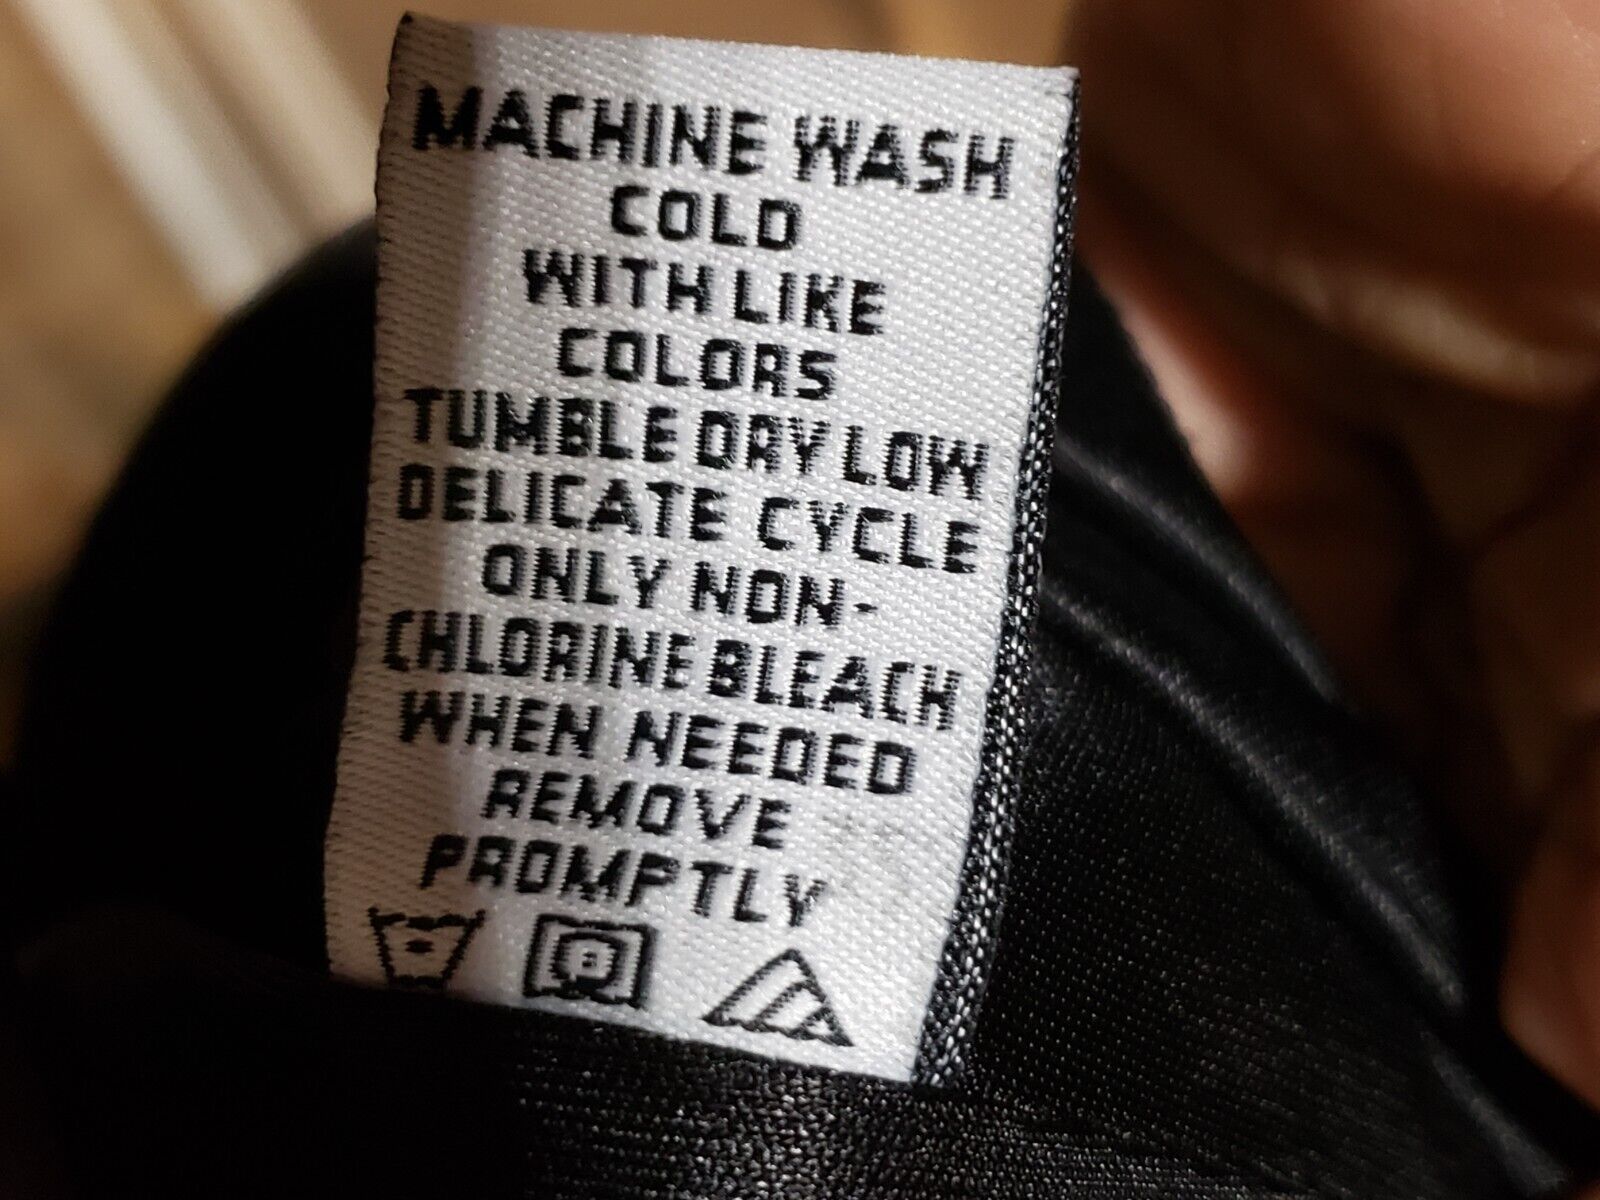 MACHINE WASH
COLD
WITH LIKE
COLORS
TUMBLE DRY LOW
DELICATE CYCLE
ONLY NON-
CHLORINE BLEACH
WHEN NEEDED
REMOVE
PROMPTLY